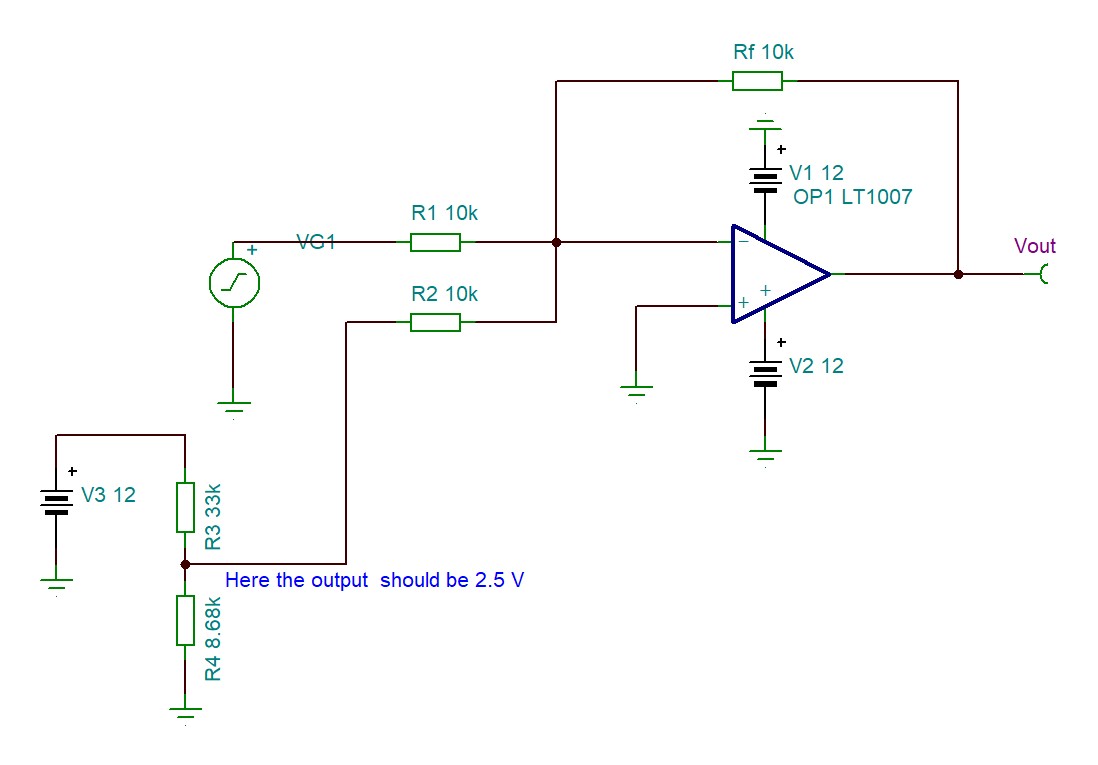 Rf 10k
+
V1 12
OP1 LT1007
R1 10k
VG1
+
−
Vout
R2 10k
+
+
+
V2 12
+
V3 12
R3 33k
Here the output  should be 2.5 V
R4 8.68k